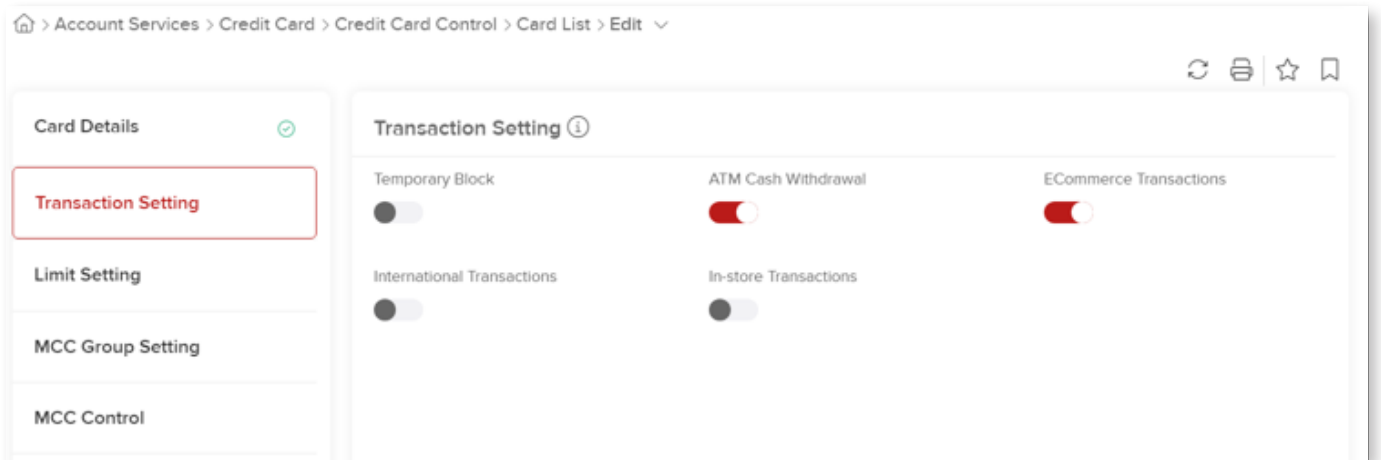 > Account Services > Credit Card > Credit Card Control > Card List > Edit
Card Details
Transaction Setting
Limit Setting
MCC Group Setting
MCC Control
Transaction Setting
Temporary Block
ATM Cash Withdrawal
ECommerce Transactions
International Transactions
In-store Transactions